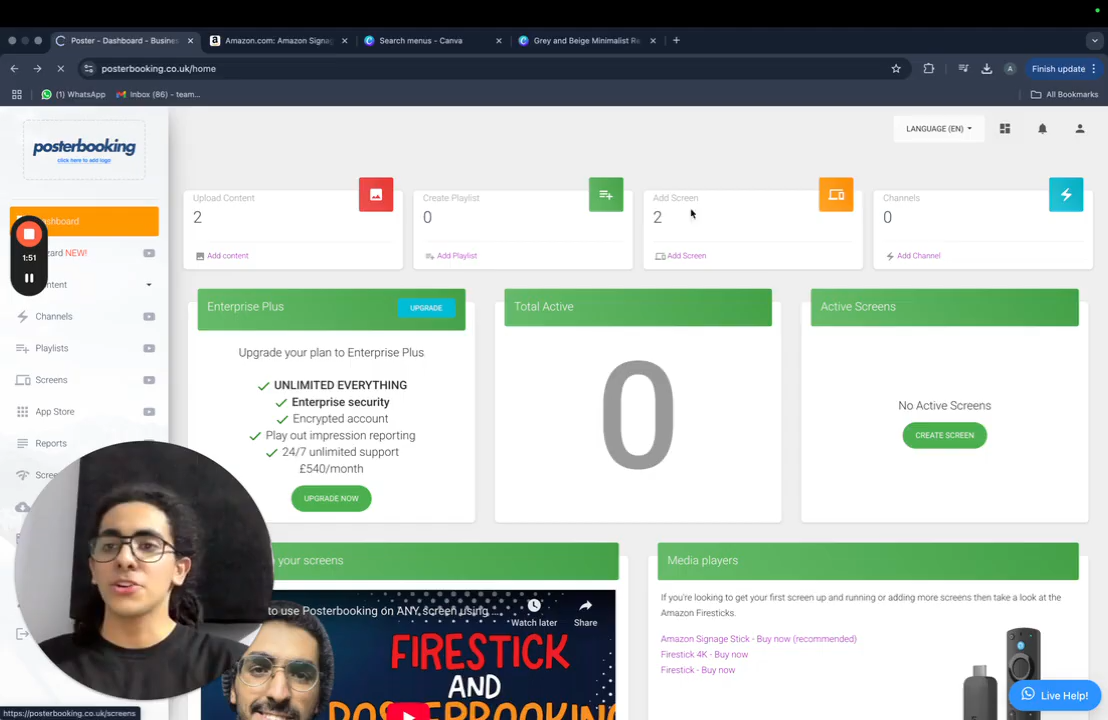 Poster - Dashboard - Busines
Amazon.com: Amazon Signag
Search menus - Canva
Grey and Beige Minimalist Re
posterbooking.co.uk/home
A
Finish update
(1) WhatsApp
Inbox (86) - team...
All Bookmarks
posterbooking
click here to add logo
LANGUAGE (EN)
Upload Content
2
Add content
Create Playlist
0
Add Playlist
Add Screen
2
Add Screen
Channels
0
Add Channel
1:51
NEW!
Channels
Playlists
Screens
App Store
Reports
Enterprise Plus
UPGRADE
Upgrade your plan to Enterprise Plus
UNLIMITED EVERYTHING
Enterprise security
Encrypted account
Play out impression reporting
24/7 unlimited support
£540/month
UPGRADE NOW
Total Active
0
Active Screens
No Active Screens
CREATE SCREEN
your screens
to use Posterbooking on ANY screen using...
Watch later
Share
FIRESTICK
AND
POSTERBOOKING
Media players
If you're looking to get your first screen up and running or adding more screens then take a look at the
Amazon Firesticks.
Amazon Signage Stick - Buy now (recommended)
Firestick 4K - Buy now
Firestick - Buy now
Live Help!
https://posterbooking.co.uk/screens